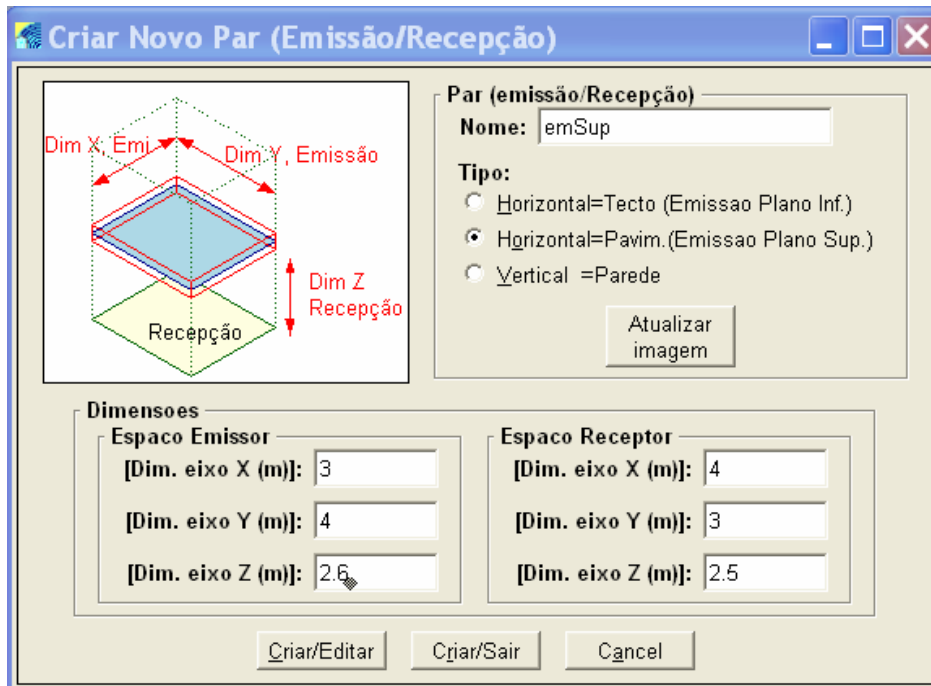 Criar Novo Par (Emissão/Recepção)
Dim X, Emi
Dim Y, Emissão
Dim Z
Recepção
Recepção
Par (emissão/Recepção)
Nome: emSup
Tipo:
Horizontal=Tecto (Emissao Plano Inf.)
Horizontal=Pavim.(Emissao Plano Sup.)
Vertical =Parede
Atualizar
imagem
Dimensoes
Espaco Emissor
[Dim. eixo X (m)]: 3
[Dim. eixo Y (m)]: 4
[Dim. eixo Z (m)]: 2.6
Espaco Receptor
[Dim. eixo X (m)]: 4
[Dim. eixo Y (m)]: 3
[Dim. eixo Z (m)]: 2.5
Criar/Editar
Criar/Sair
Cancel